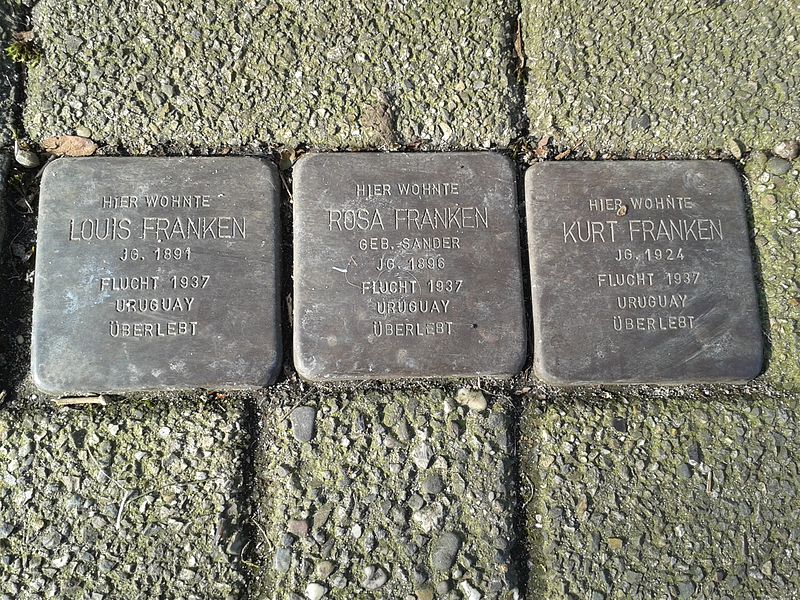 HIER WOHNTE
LOUIS FRANKEN
JG. 1891
FLUCHT 1937
URUGUAY
ÜBERLEBT
HIER WOHNTE
ROSA FRANKEN
GEB. SANDER
JG. 1896
FLUCHT 1937
URUGUAY
ÜBERLEBT
HIER WOHNTE
KURT FRANKEN
JG. 1924
FLUCHT 1937
URUGUAY
ÜBERLEBT